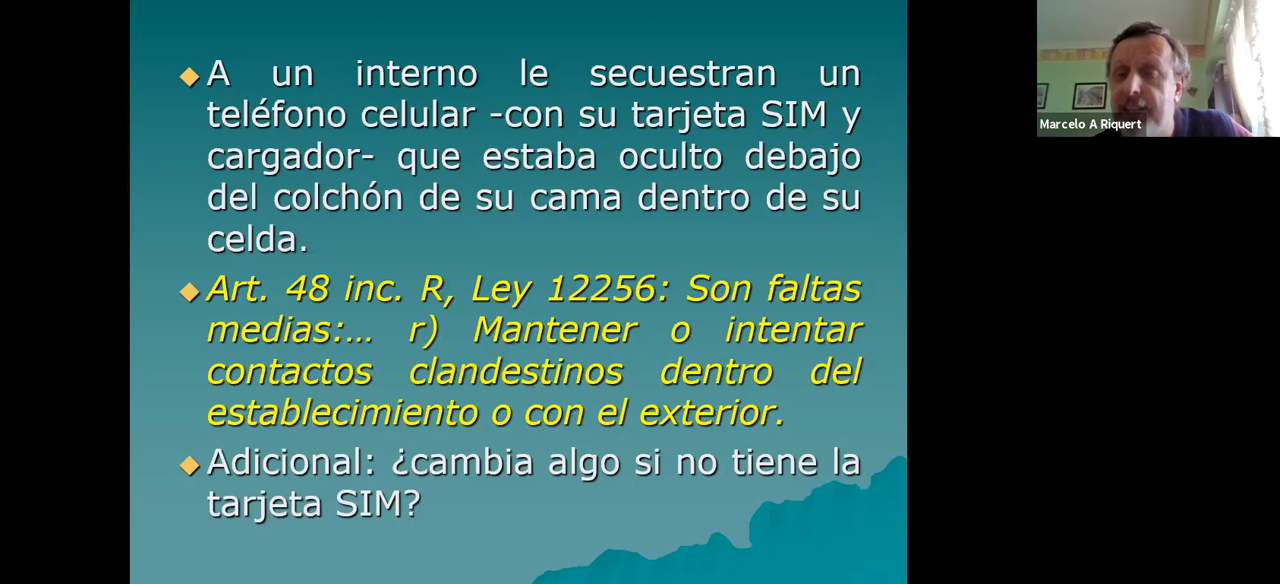 A un interno le secuestran un
teléfono celular -con su tarjeta SIM y
cargador- que estaba oculto debajo
del colchón de su cama dentro de su
celda.
Art. 48 inc. R, Ley 12256: Son faltas
medias:... r) Mantener o intentar
contactos clandestinos dentro del
establecimiento o con el exterior.
Adicional: ¿cambia algo si no tiene la
tarjeta SIM?
Marcelo A Riquert